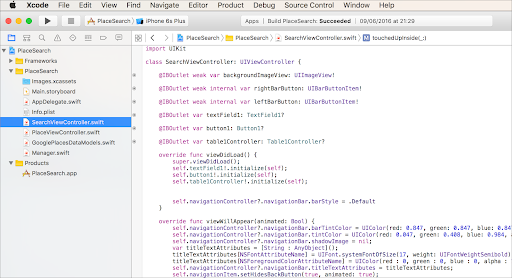 Xcode File Edit View Find Navigate Editor Product Debug Source Control Window Help
PlaceSearch iPhone 6s Plus Apps | Build PlaceSearch: Succeeded | 09/06/2016 at 21:29
PlaceSearch PlaceSearch SearchViewController.swift M touchedUpInside(_:)
PlaceSearch
Frameworks
PlaceSearch
Images.xcassets
Main.storyboard
AppDelegate.swift
Info.plist
SearchViewController.swift
PlaceViewController.swift
GooglePlacesDataModels.swift
Manager.swift
Products
PlaceSearch.app
import UIKit
class SearchViewController: UIViewController {
@IBOutlet weak var backgroundImageView: UIImageView!
@IBOutlet weak internal var rightBarButton: UIBarButtonItem!
@IBOutlet weak internal var leftBarButton: UIBarButtonItem!
@IBOutlet var textField1: TextField1?
@IBOutlet var button1: Button1?
@IBOutlet var table1Controller: Table1Controller?
override func viewDidLoad() {
super.viewDidLoad();
self.textField1!.initialize(self);
self.button1!.initialize(self);
self.table1Controller!.initialize(self);
self.navigationController?.navigationBar.barStyle = .Default
}
override func viewWillAppear(animated: Bool) {
self.navigationController?.navigationBar.barTintColor = UIColor(red: 0.847, green: 0.847, blue: 0.84
self.navigationController?.navigationBar.tintColor = UIColor(red: 0.847, green: 0.408, blue: 0.984,
self.navigationController?.navigationBar.shadowImage = nil;
var titleTextAttributes = [String : AnyObject]();
titleTextAttributes[NSFontAttributeName] = UIFont.systemFontOfSize(17, weight: UIFontWeightSemibold)
titleTextAttributes[NSForegroundColorAttributeName] = UIColor(red : 0, green : 0, blue : 0, alpha :
self.navigationController?.navigationBar.titleTextAttributes = titleTextAttributes;
self.navigationItem.setHidesBackButton(true, animated: true);